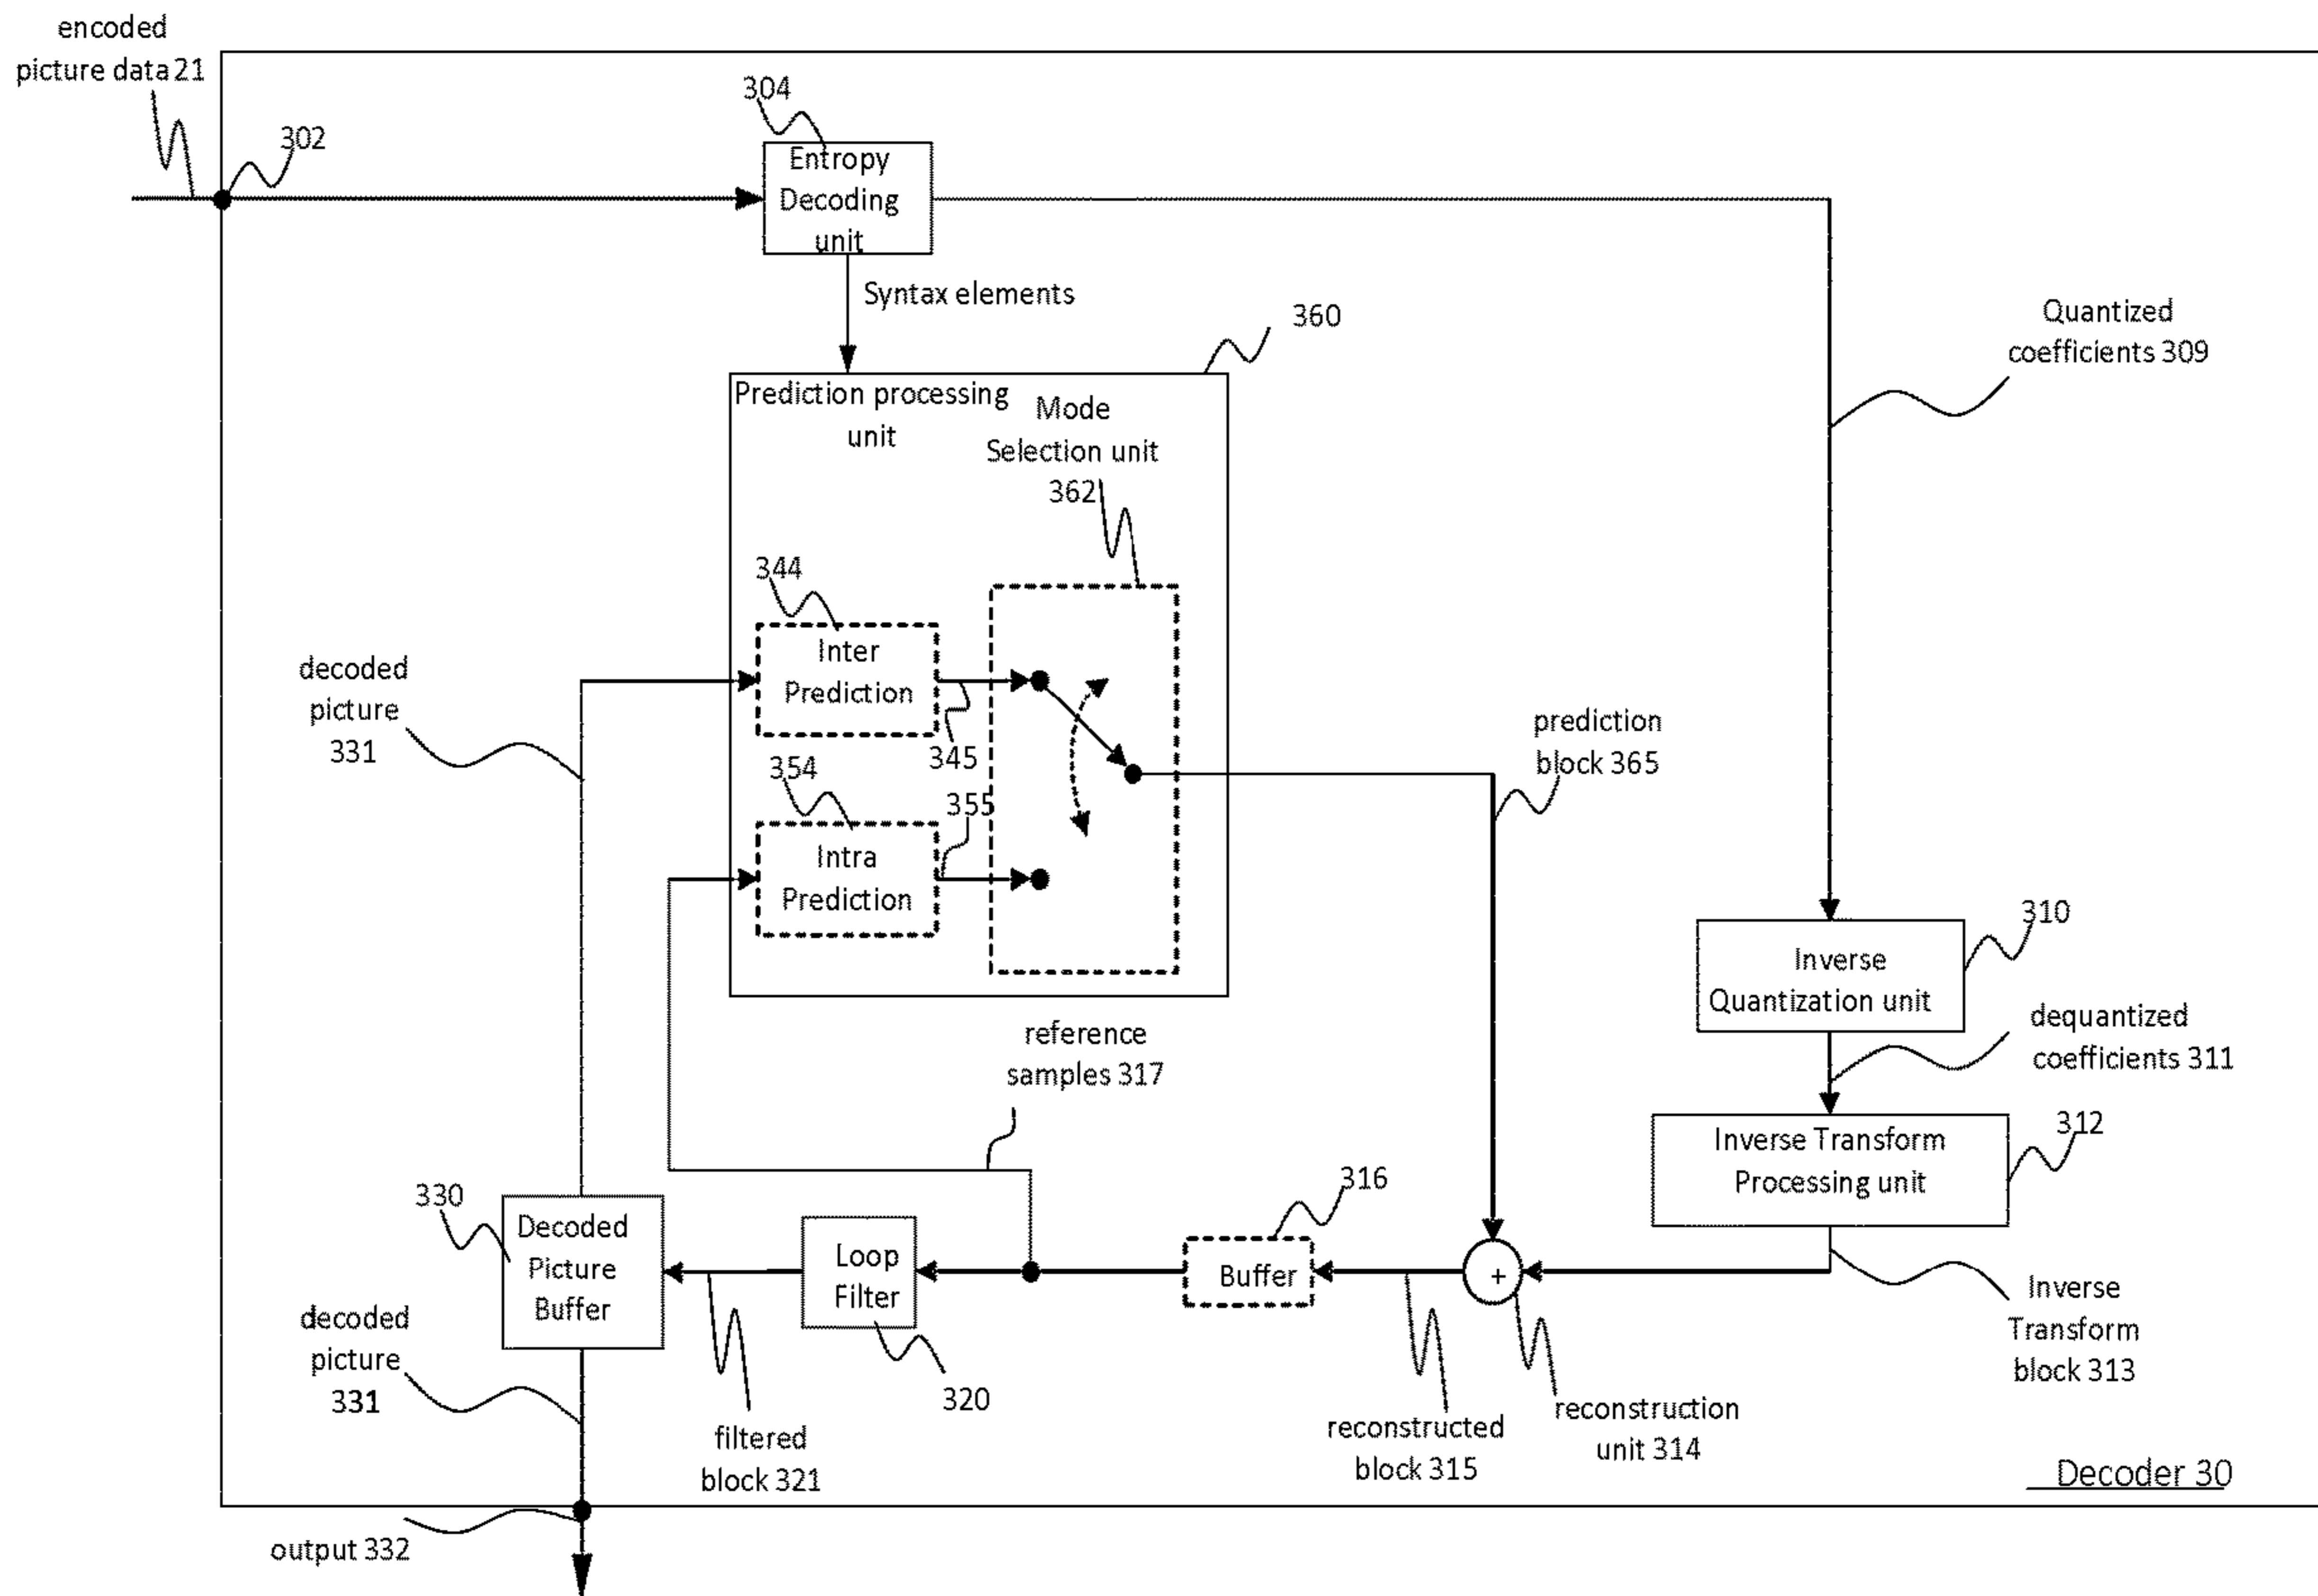 encoded
picture data 21
302
304
Entropy
Decoding
unit
Syntax elements
360
Quantized
coefficients 309
Prediction processing
unit
Mode
Selection unit
362
344
Inter
Prediction
345
decoded
picture
331
354
355
Intra
Prediction
prediction
block 365
310
Inverse
Quantization unit
dequantized
coefficients 311
reference
samples 317
312
Inverse Transform
Processing unit
316
330
Decoded
Picture
Buffer
Loop
Filter
Buffer
+
Inverse
Transform
block 313
decoded
picture
331
320
filtered
block 321
reconstructed
block 315
reconstruction
unit 314
Decoder 30
output 332